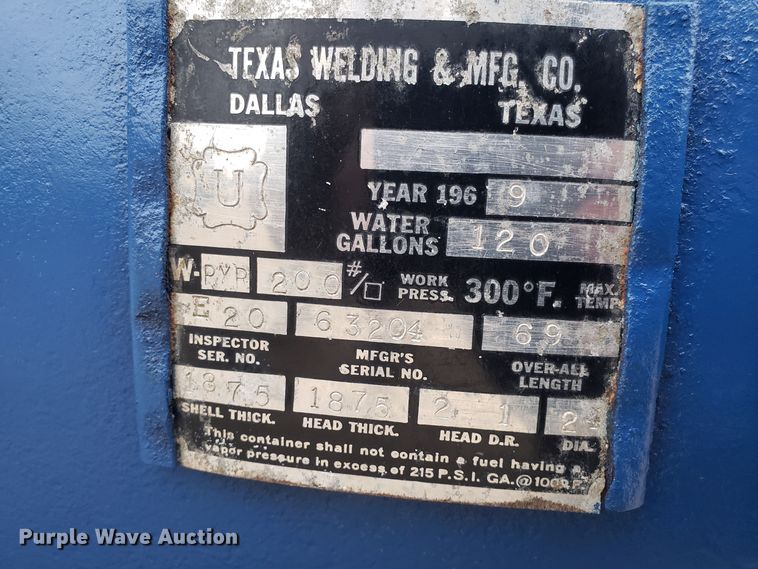 TEXAS WELDING & MFG. CO.
DALLAS TEXAS
U
YEAR 1969
WATER GALLONS 120
W-PYR 200 #/□ WORK PRESS. 300°F. MAX. TEMP.
E 20 63204 69
INSPECTOR SER. NO. MFGR'S SERIAL NO. OVER-ALL LENGTH
1875 1875 2-1 2
SHELL THICK. HEAD THICK. HEAD D.R. DIA.
This container shall not contain a fuel having a
vapor pressure in excess of 215 P.S.I. GA. @ 100° F.
Purple Wave Auction